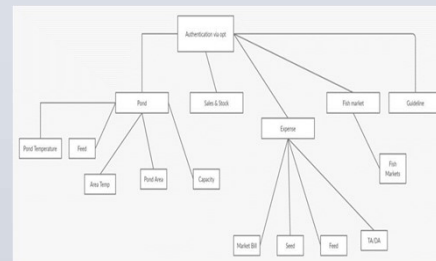 Authentication via opt
Pond
Sales & Stock
Fish market
Guideline
Expense
Pond Temperature
Feed
Area Temp
Pond Area
Capacity
Fish
Markets
Market Bill
Seed
Feed
TA/DA